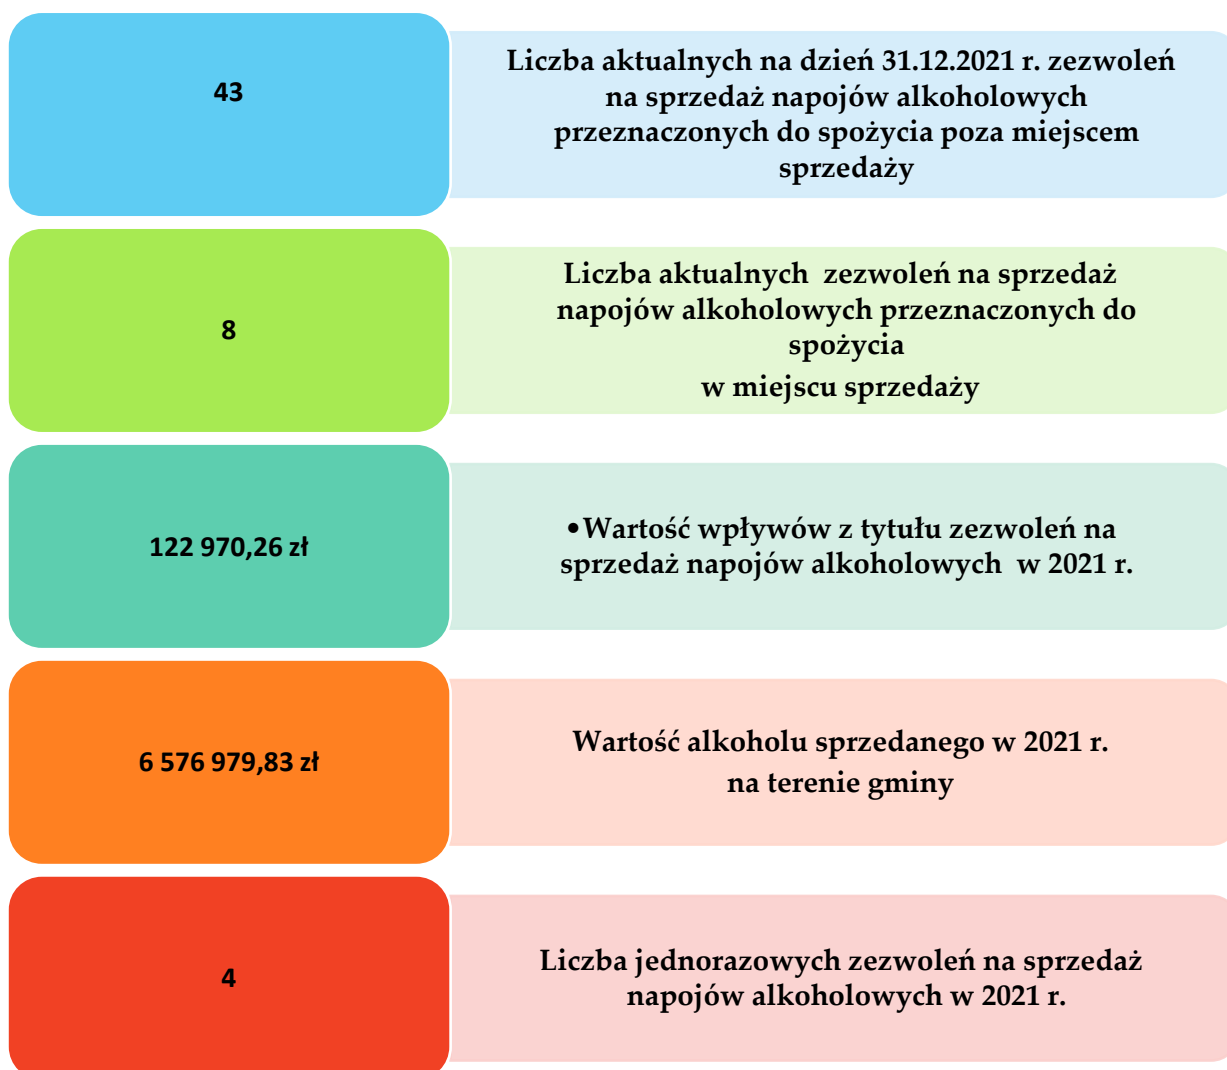 43
Liczba aktualnych na dzień 31.12.2021 r. zezwoleń
na sprzedaż napojów alkoholowych
przeznaczonych do spożycia poza miejscem
sprzedaży
8
Liczba aktualnych zezwoleń na sprzedaż
napojów alkoholowych przeznaczonych do
spożycia
w miejscu sprzedaży
122 970,26 zł
•Wartość wpływów z tytułu zezwoleń na
sprzedaż napojów alkoholowych w 2021 r.
6 576 979,83 zł
Wartość alkoholu sprzedanego w 2021 r.
na terenie gminy
4
Liczba jednorazowych zezwoleń na sprzedaż
napojów alkoholowych w 2021 r.